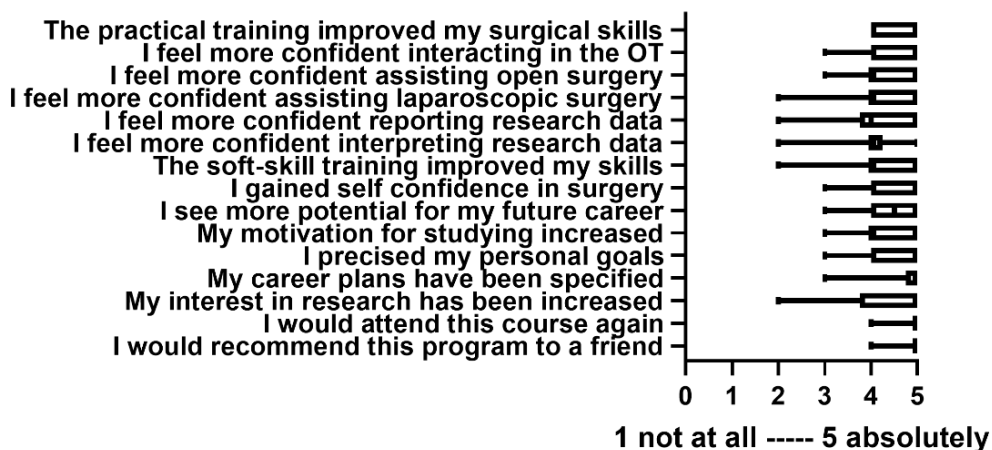 The practical training improved my surgical skills
I feel more confident interacting in the OT
I feel more confident assisting open surgery
I feel more confident assisting laparoscopic surgery
I feel more confident reporting research data
I feel more confident interpreting research data
The soft-skill training improved my skills
I gained self confidence in surgery
I see more potential for my future career
My motivation for studying increased
I precised my personal goals
My career plans have been specified
My interest in research has been increased
I would attend this course again
I would recommend this program to a friend
0 1 2 3 4 5
1 not at all ----- 5 absolutely